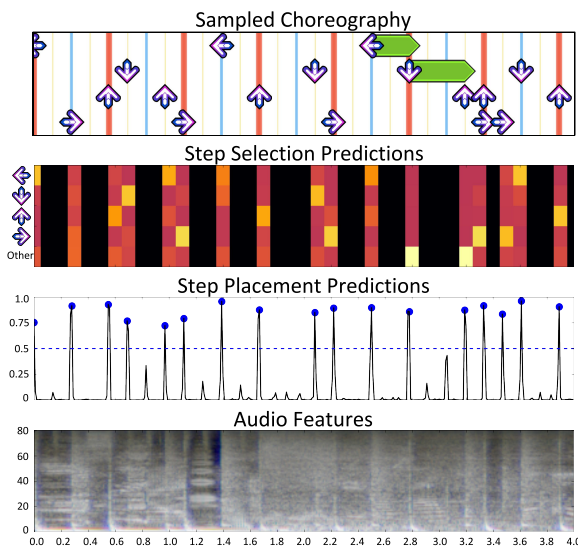 Sampled Choreography
Step Selection Predictions
Other
Step Placement Predictions
1.0
0.75
0.5
0.25
0
Audio Features
80
60
40
20
0
0.0 0.2 0.4 0.6 0.8 1.0 1.2 1.4 1.6 1.8 2.0 2.2 2.4 2.6 2.8 3.0 3.2 3.4 3.6 3.8 4.0